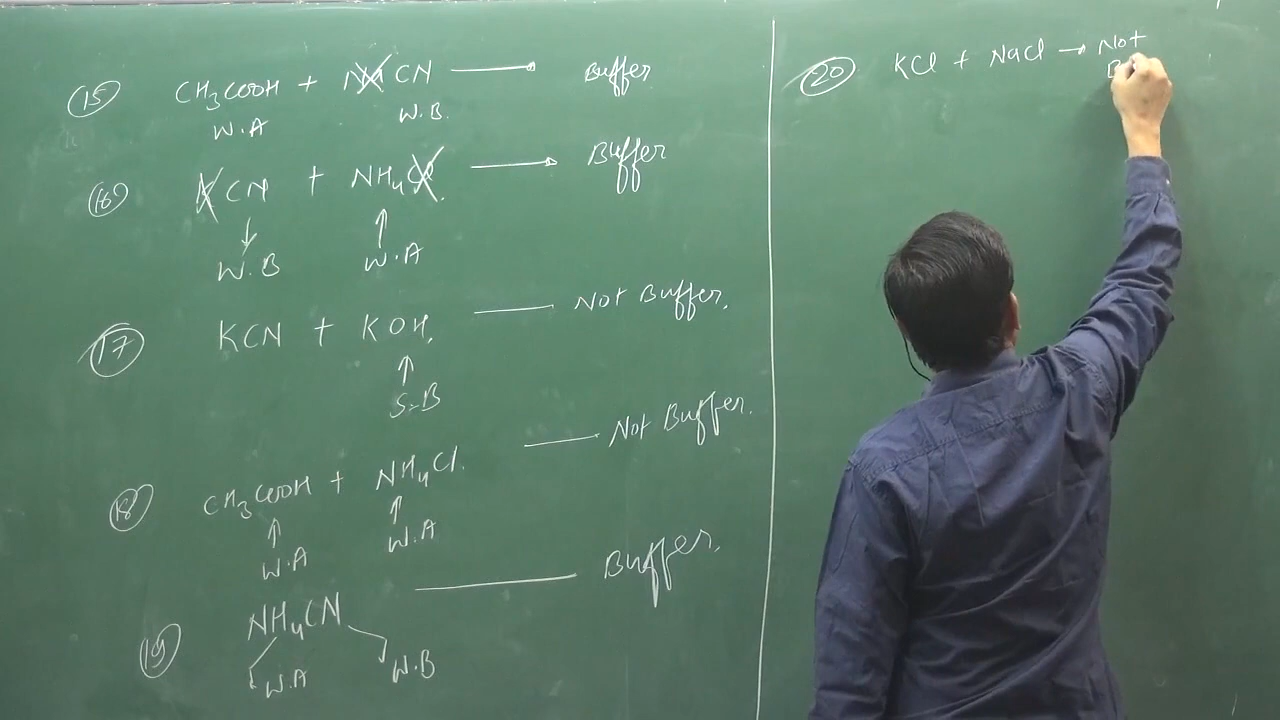 (15) CH3COOH + NaCN → Buffer
W.A W.B.
(16) KCN + NH4Cl. → Buffer
W.B W.A
(17) KCN + KOH. — Not Buffer.
S.B
(18) CH3COOH + NH4Cl. — Not Buffer.
W.A W.A
(19) NH4CN — Buffer.
W.A W.B
(20) KCl + NaCl → Not